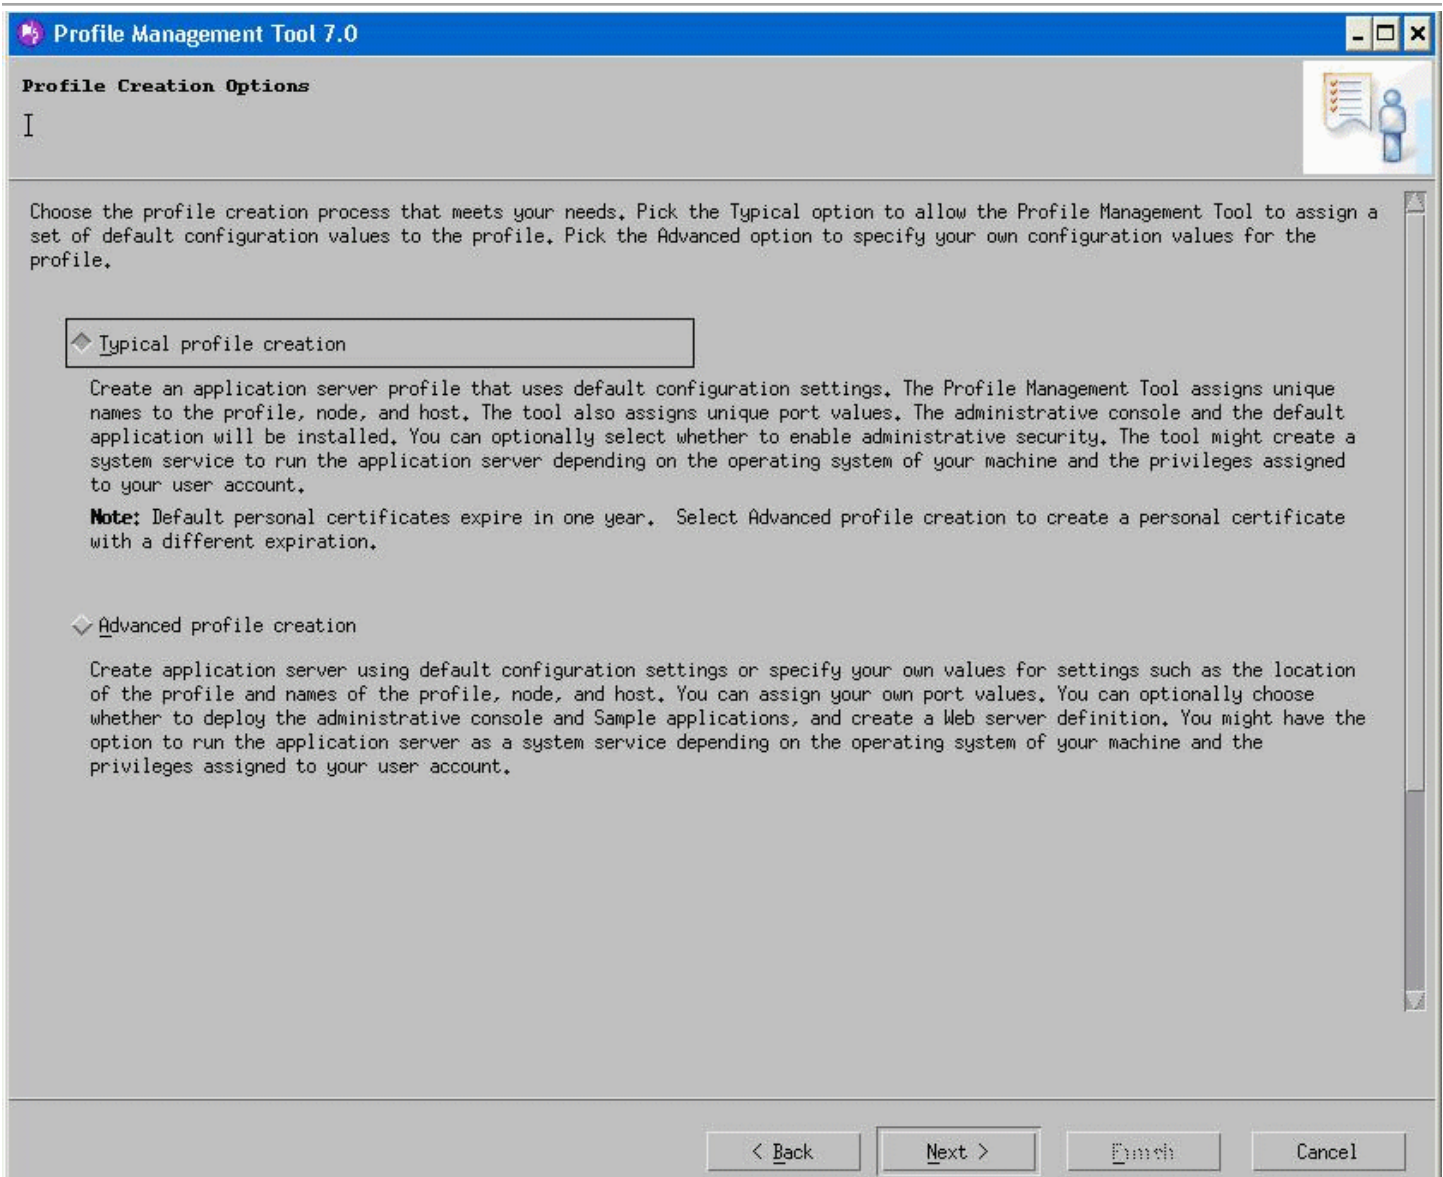 Profile Management Tool 7.0
Profile Creation Options
Choose the profile creation process that meets your needs. Pick the Typical option to allow the Profile Management Tool to assign a
set of default configuration values to the profile. Pick the Advanced option to specify your own configuration values for the
profile.
Typical profile creation
Create an application server profile that uses default configuration settings. The Profile Management Tool assigns unique
names to the profile, node, and host. The tool also assigns unique port values. The administrative console and the default
application will be installed. You can optionally select whether to enable administrative security. The tool might create a
system service to run the application server depending on the operating system of your machine and the privileges assigned
to your user account.
Note: Default personal certificates expire in one year. Select Advanced profile creation to create a personal certificate
with a different expiration.
Advanced profile creation
Create application server using default configuration settings or specify your own values for settings such as the location
of the profile and names of the profile, node, and host. You can assign your own port values. You can optionally choose
whether to deploy the administrative console and Sample applications, and create a Web server definition. You might have the
option to run the application server as a system service depending on the operating system of your machine and the
privileges assigned to your user account.
< Back
Next >
Finish
Cancel